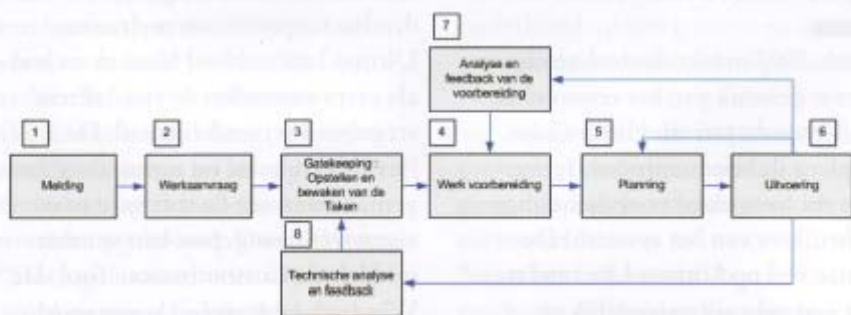 7
Analyse en
feedback van de
voorbereiding
1
Melding
2
Werkaanvraag
3
Gatekeeping :
Opstellen en
bewaken van de
Taken
4
Werk voorbereiding
5
Planning
6
Uitvoering
8
Technische analyse
en feedback